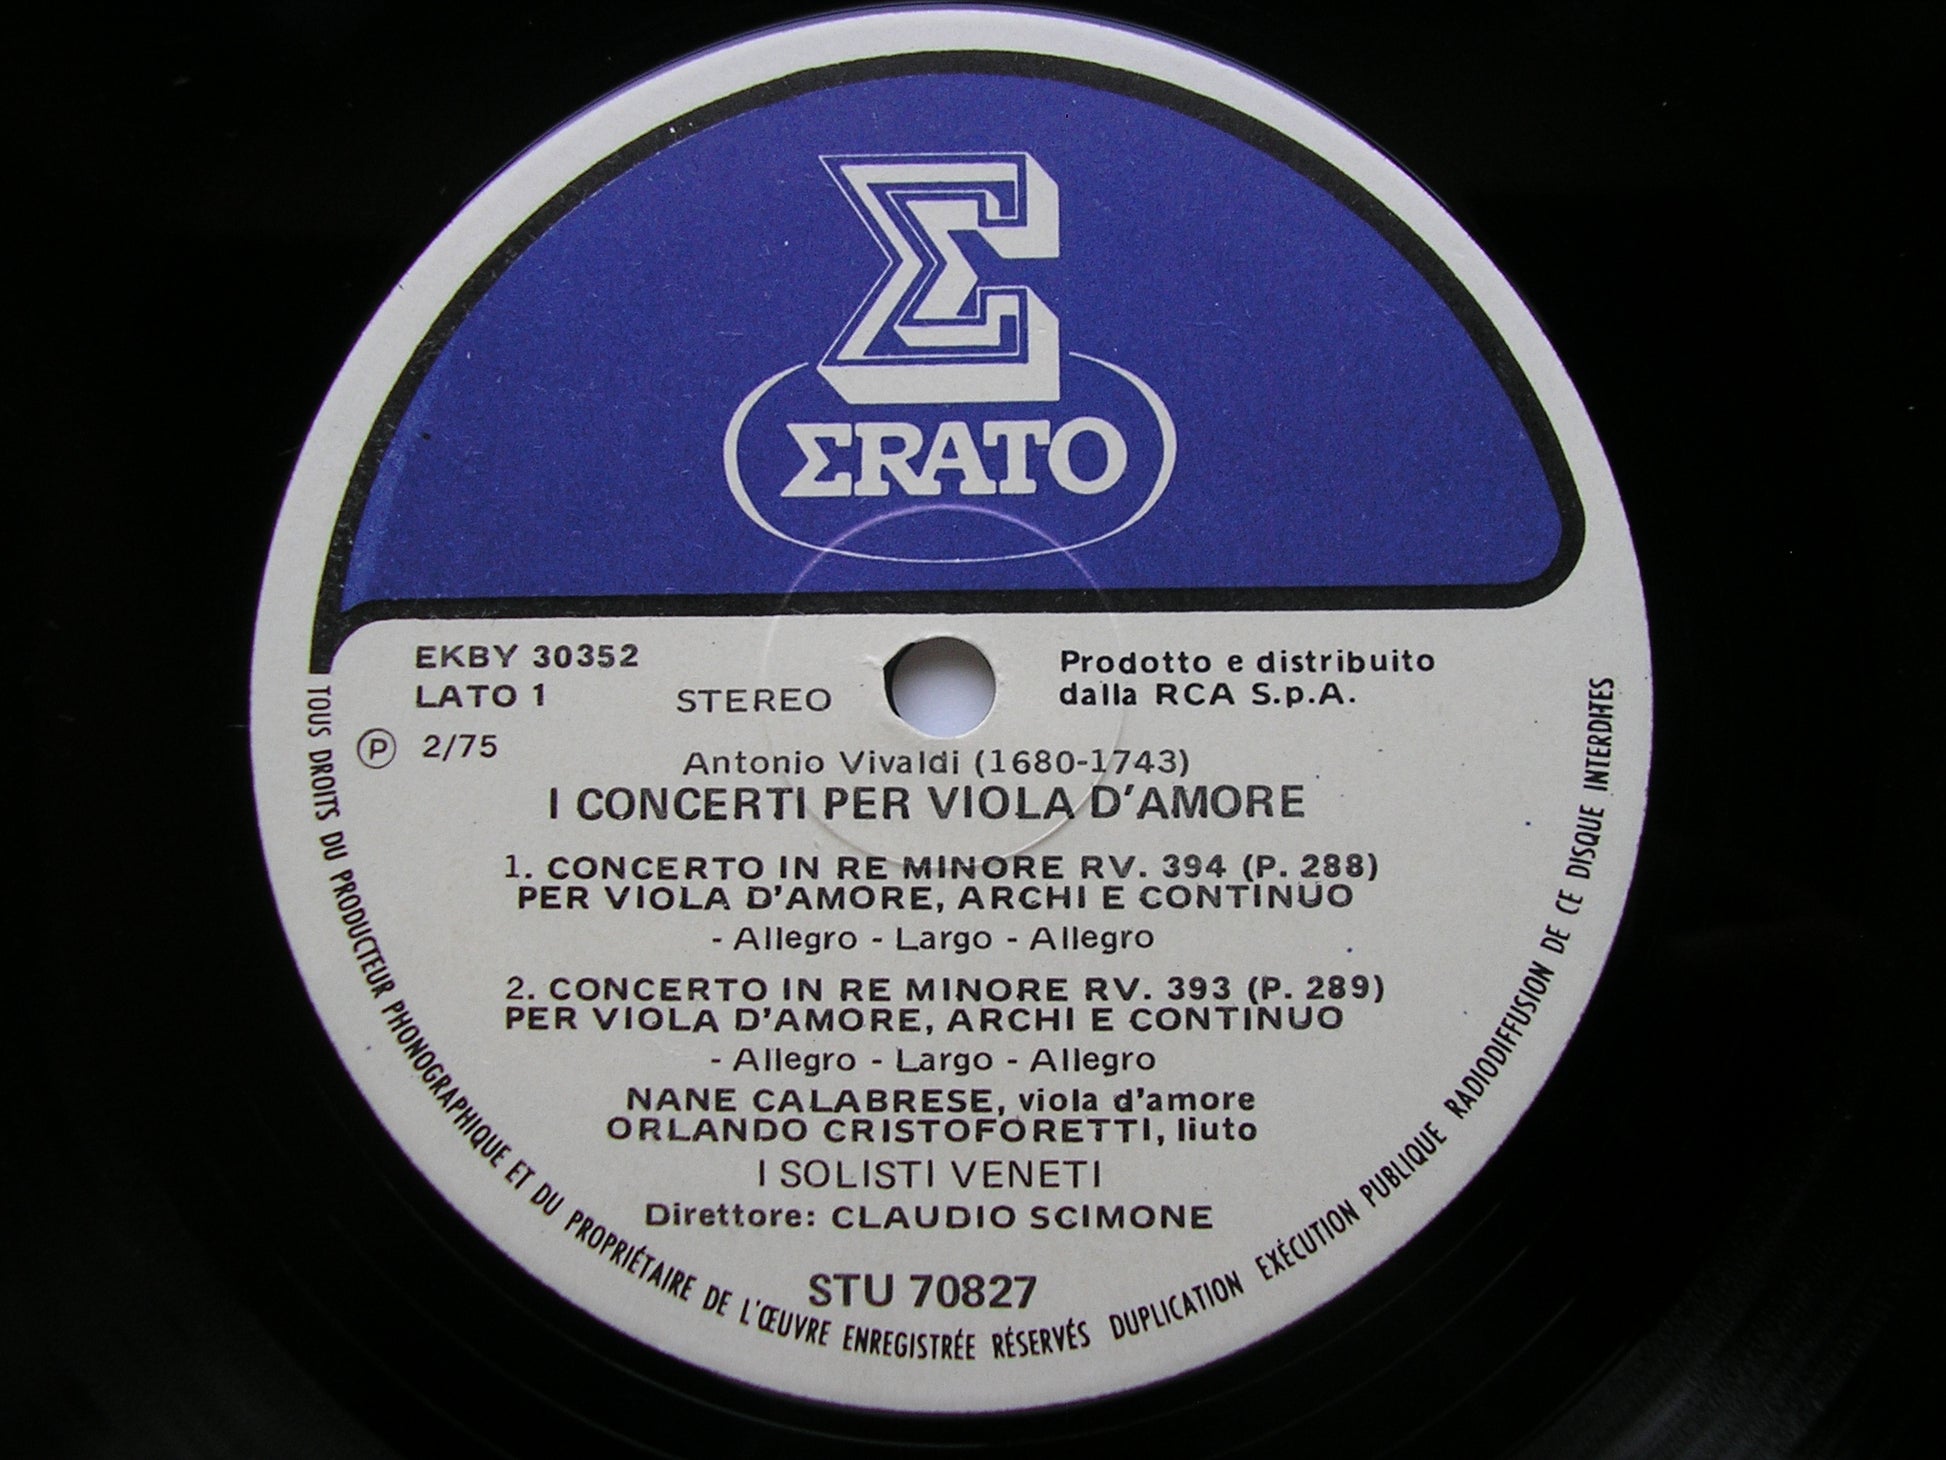 Σ
ΣRATO
EKBY 30352
LATO 1
STEREO
Prodotto e distribuito
dalla RCA S.p.A.
Ⓟ 2/75
Antonio Vivaldi (1680-1743)
I CONCERTI PER VIOLA D'AMORE
1. CONCERTO IN RE MINORE RV. 394 (P. 288)
PER VIOLA D'AMORE, ARCHI E CONTINUO
- Allegro - Largo - Allegro
2. CONCERTO IN RE MINORE RV. 393 (P. 289)
PER VIOLA D'AMORE, ARCHI E CONTINUO
- Allegro - Largo - Allegro
NANE CALABRESE, viola d'amore
ORLANDO CRISTOFORETTI, liuto
I SOLISTI VENETI
Direttore: CLAUDIO SCIMONE
STU 70827
TOUS DROITS DU PRODUCTEUR PHONOGRAPHIQUE ET DU PROPRIÉTAIRE DE L'ŒUVRE ENREGISTRÉE RÉSERVÉS DUPLICATION EXÉCUTION PUBLIQUE RADIODIFFUSION DE CE DISQUE INTERDITES